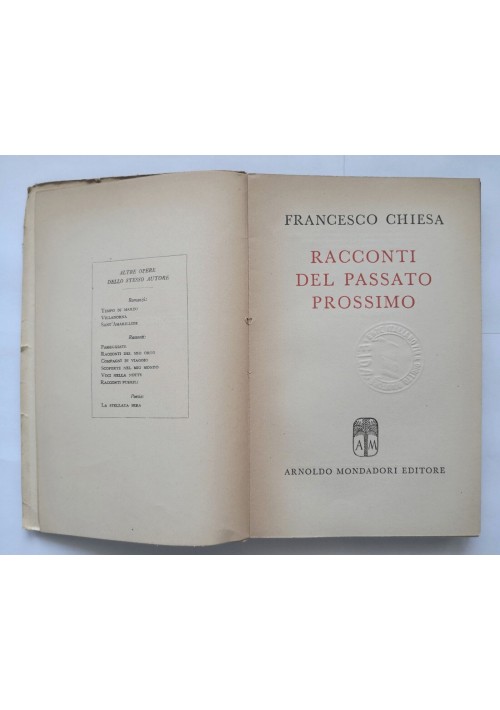 ALTRE OPERE
DELLO STESSO AUTORE
Romanzi:
TEMPO DI MARZO
VILLADORNA
SANT'AMARILLIDE
Racconti:
RACCONTI DEL MIO ORTO
COMPAGNI DI VIAGGIO
SCOPERTE NEL MIO MONDO
VOCI NELLA NOTTE
RACCONTI PUERILI
Poesia:
LA STELLATA SERA
FRANCESCO CHIESA
RACCONTI
DEL PASSATO
PROSSIMO
A M
ARNOLDO MONDADORI EDITORE